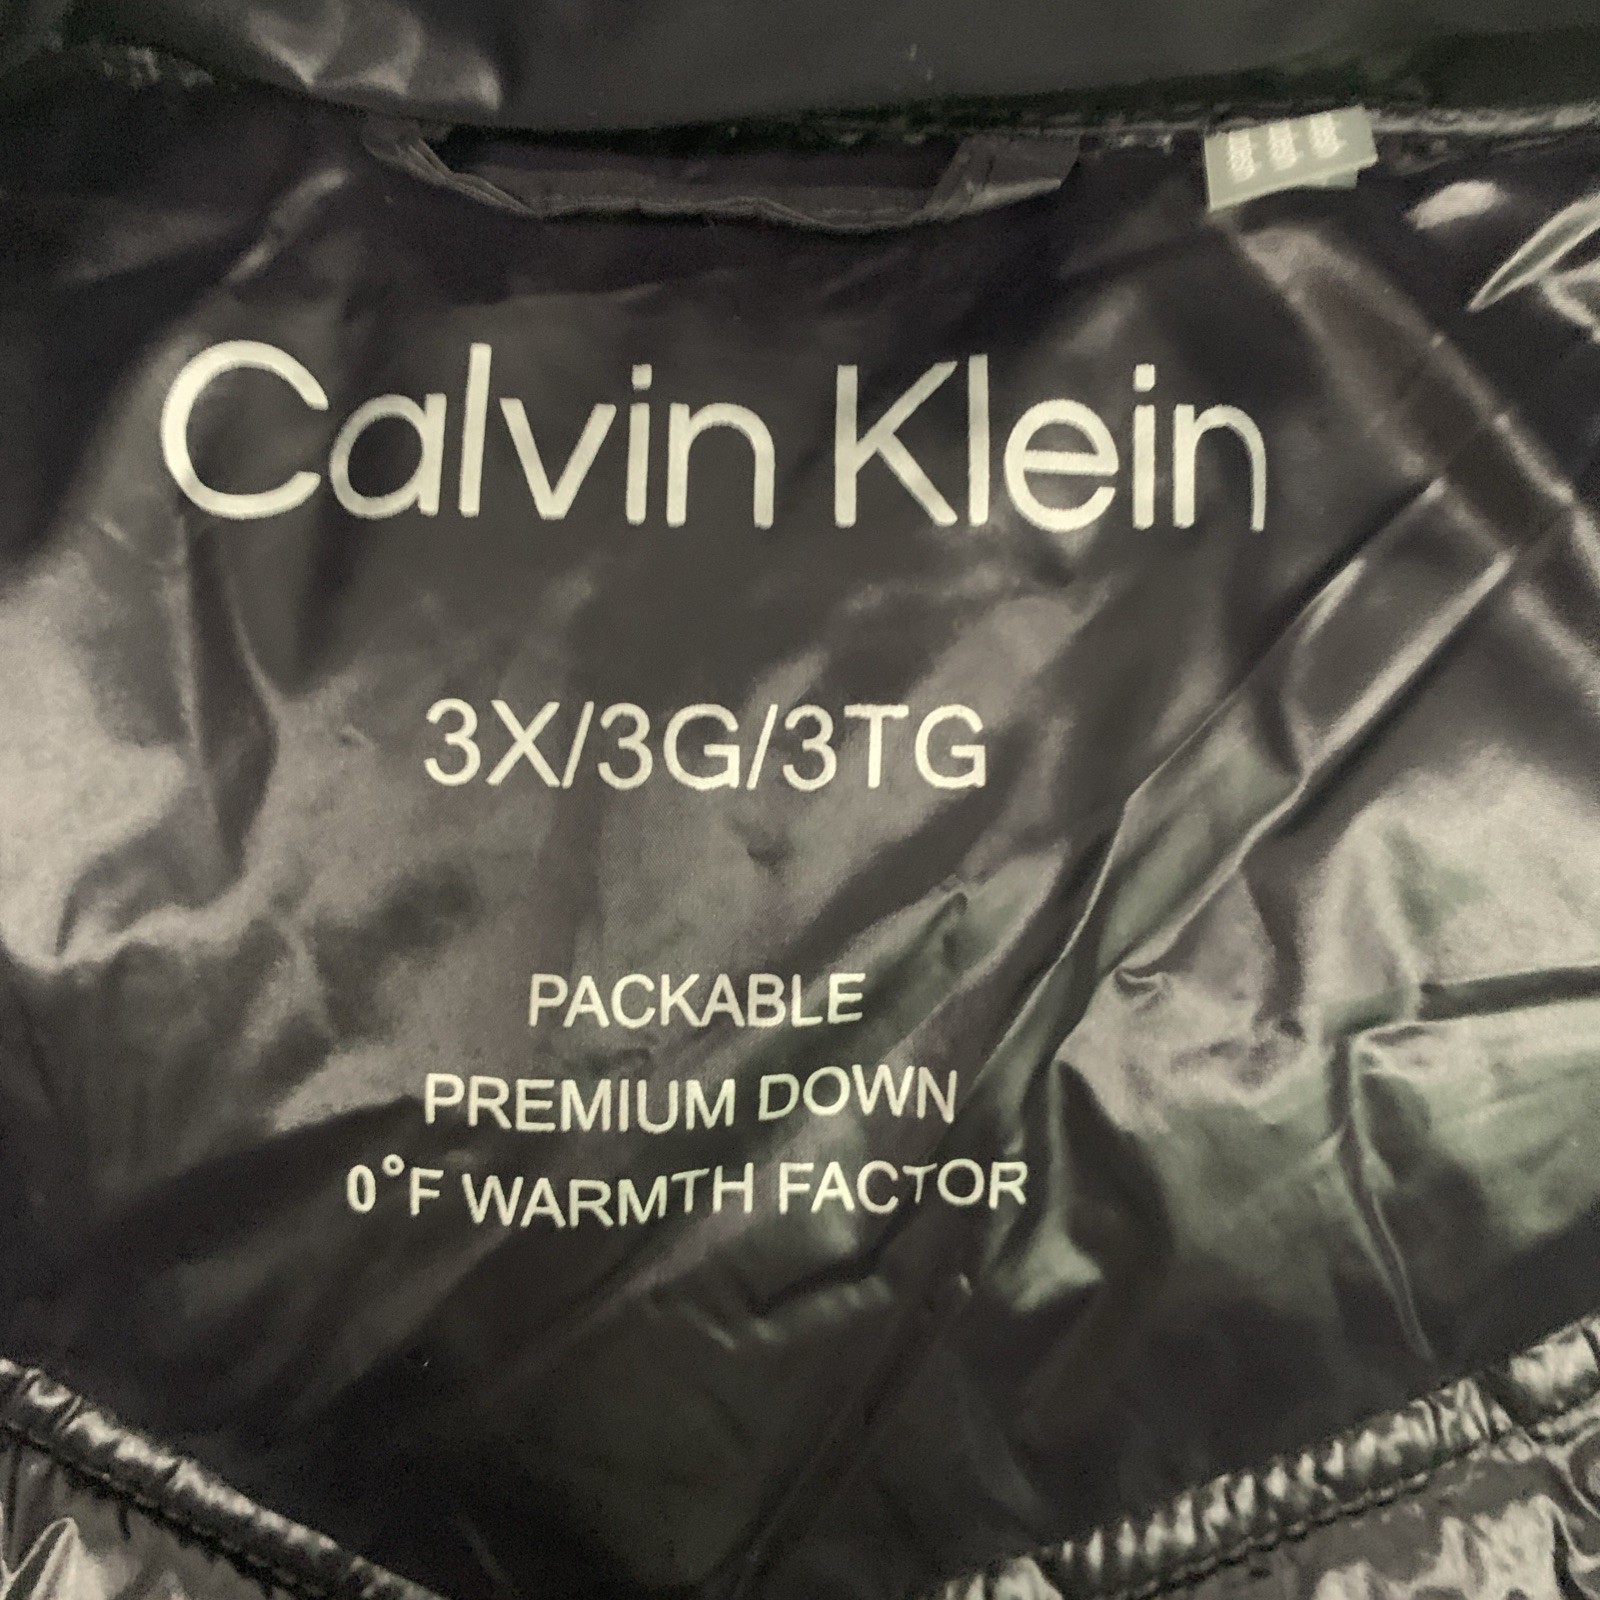 Calvin Klein
3X/3G/3TG
PACKABLE
PREMIUM DOWN
0°F WARMTH FACTOR